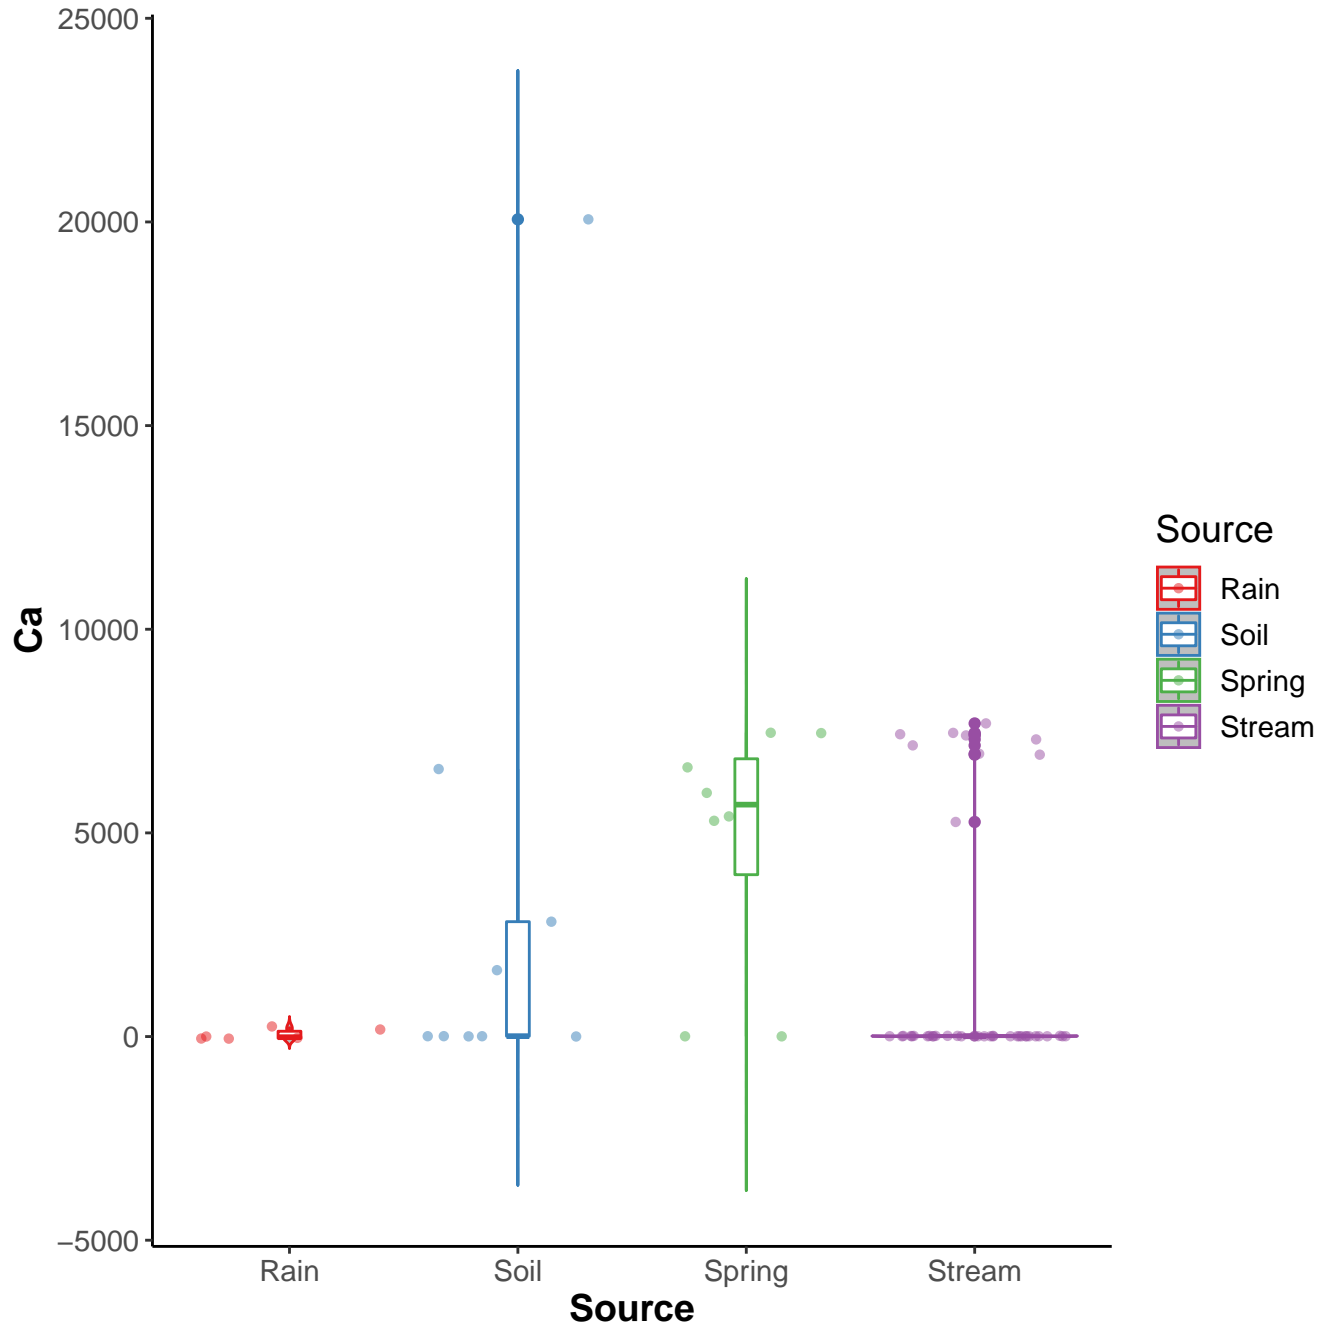 25000
20000
15000
10000
5000
0
−5000
Ca
Rain Soil Spring Stream
Source
Source
Rain
Soil
Spring
Stream